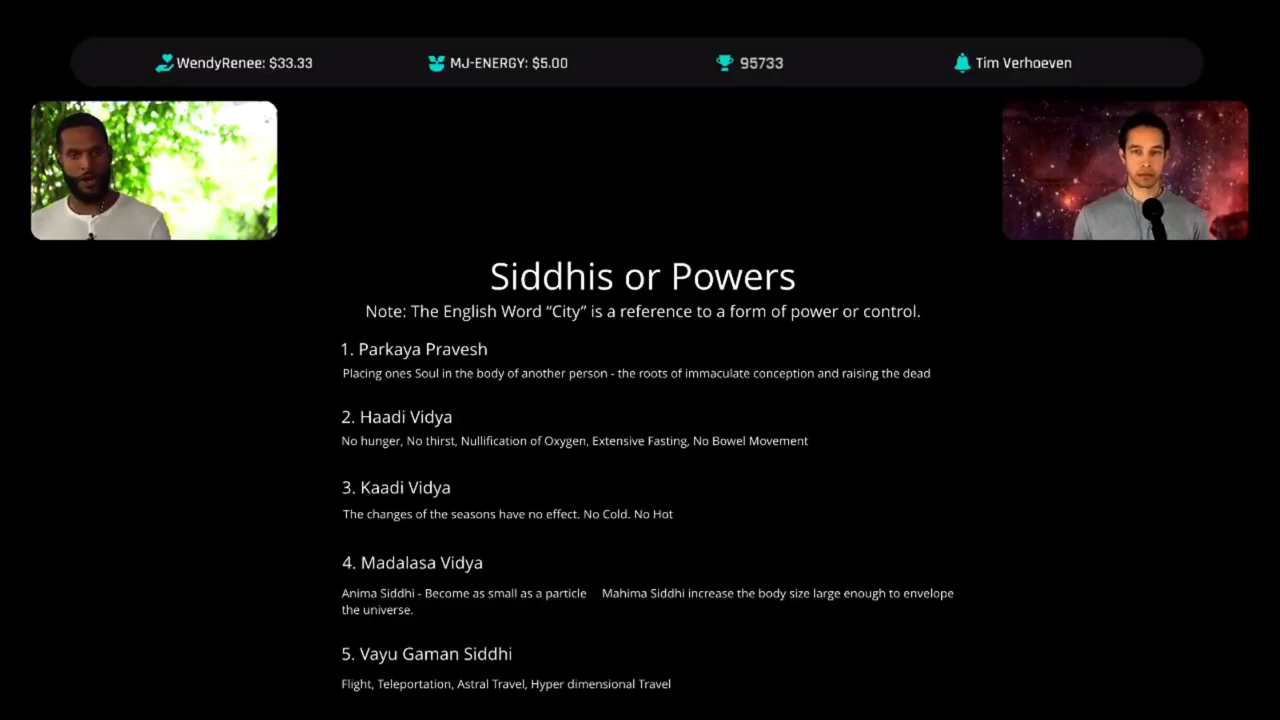 WendyRenee: $33.33
MJ-ENERGY: $5.00
95733
Tim Verhoeven
Siddhis or Powers
Note: The English Word “City” is a reference to a form of power or control.
1. Parkaya Pravesh
Placing ones Soul in the body of another person - the roots of immaculate conception and raising the dead
2. Haadi Vidya
No hunger, No thirst, Nullification of Oxygen, Extensive Fasting, No Bowel Movement
3. Kaadi Vidya
The changes of the seasons have no effect. No Cold. No Hot
4. Madalasa Vidya
Anima Siddhi - Become as small as a particle Mahima Siddhi increase the body size large enough to envelope
the universe.
5. Vayu Gaman Siddhi
Flight, Teleportation, Astral Travel, Hyper dimensional Travel